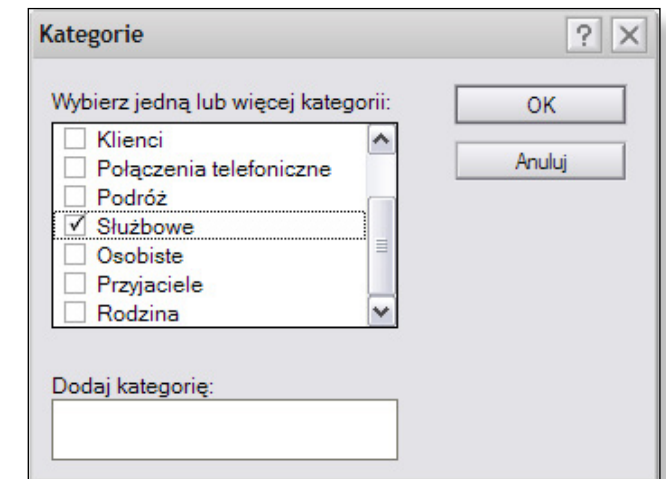 Kategorie
Wybierz jedną lub więcej kategorii:
OK
Klienci
Połączenia telefoniczne
Anuluj
Podróż
Służbowe
Osobiste
Przyjaciele
Rodzina
Dodaj kategorię: